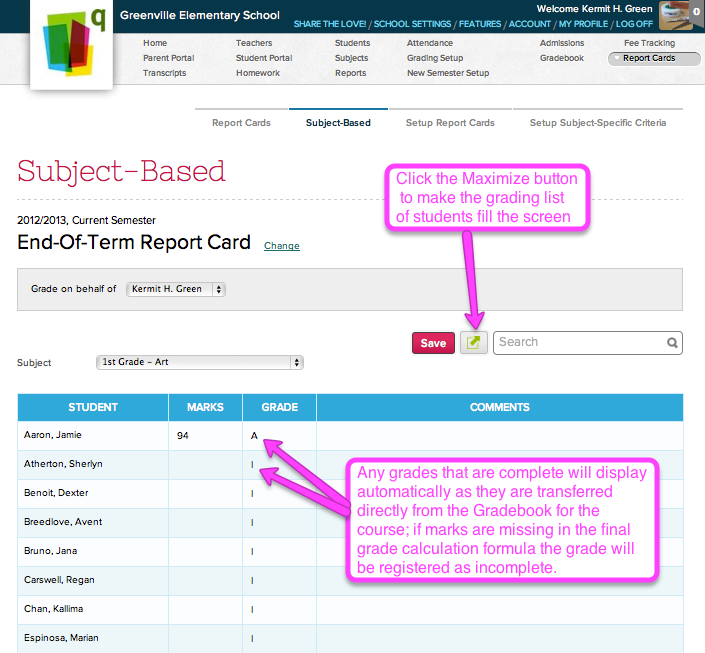 q
Greenville Elementary School
Welcome Kermit H. Green
0
SHARE THE LOVE! / SCHOOL SETTINGS / FEATURES / ACCOUNT / MY PROFILE / LOG OFF
Home Teachers Students Attendance Admissions Fee Tracking
Parent Portal Student Portal Subjects Grading Setup Gradebook Report Cards
Transcripts Homework Reports New Semester Setup
Report Cards Subject-Based Setup Report Cards Setup Subject-Specific Criteria
Subject-Based
Click the Maximize button
to make the grading list
of students fill the screen
2012/2013, Current Semester
End-Of-Term Report Card Change
Grade on behalf of Kermit H. Green
Save Search
Subject 1st Grade - Art
STUDENT MARKS GRADE COMMENTS
Aaron, Jamie 94 A
Atherton, Sherlyn I
Benoit, Dexter I
Breedlove, Avent I
Bruno, Jana I
Carswell, Regan I
Chan, Kallima I
Espinosa, Marian I
Any grades that are complete will display
automatically as they are transferred
directly from the Gradebook for the
course; if marks are missing in the final
grade calculation formula the grade will
be registered as incomplete.